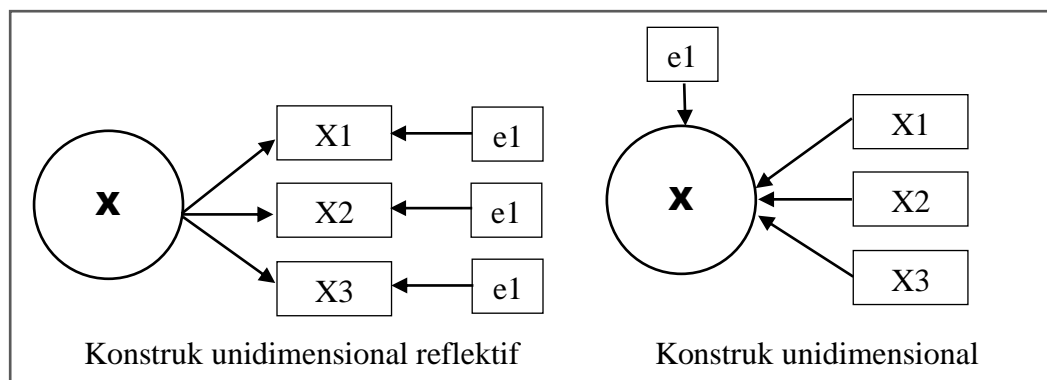 e1
X1
e1
X1
X
X2
e1
X
X2
X3
e1
X3
Konstruk unidimensional reflektif
Konstruk unidimensional